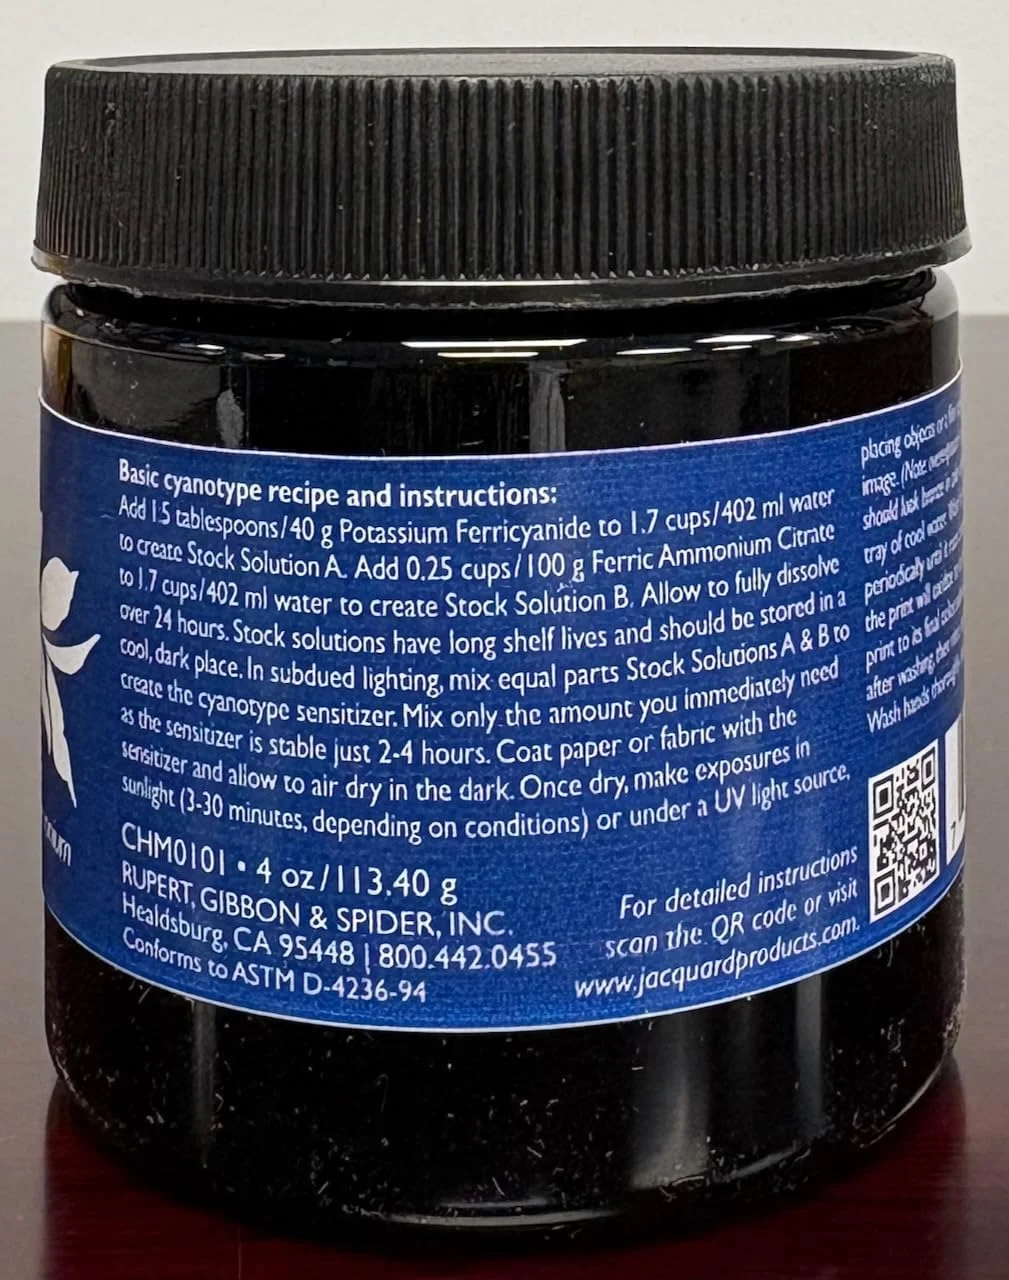 Basic cyanotype recipe and instructions:
Add 1.5 tablespoons/40 g Potassium Ferricyanide to 1.7 cups/402 ml water
to create Stock Solution A. Add 0.25 cups/100 g Ferric Ammonium Citrate
to 1.7 cups/402 ml water to create Stock Solution B. Allow to fully dissolve
over 24 hours. Stock solutions have long shelf lives and should be stored in a
cool, dark place. In subdued lighting, mix equal parts Stock Solutions A & B to
create the cyanotype sensitizer. Mix only the amount you immediately need
as the sensitizer is stable just 2-4 hours. Coat paper or fabric with the
sensitizer and allow to air dry in the dark. Once dry, make exposures in
sunlight (3-30 minutes, depending on conditions) or under a UV light source,
placing objects or a
image. (Note:
should look
tray of cool water.
periodically until it
the print will
print to its final
after washing, then
Wash hands
CHM0101 • 4 oz/113.40 g
RUPERT, GIBBON & SPIDER, INC.
Healdsburg, CA 95448 | 800.442.0455
Conforms to ASTM D-4236-94
For detailed instructions
scan the QR code or visit
www.jacquardproducts.com.
7